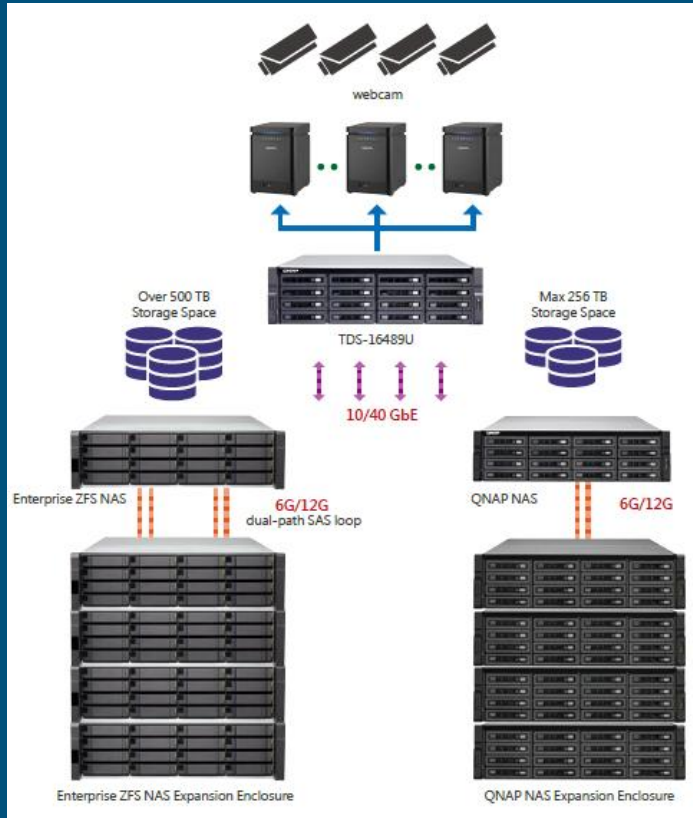 webcam
Over 500 TB
Storage Space
Max 256 TB
Storage Space
TDS-16489U
10/40 GbE
Enterprise ZFS NAS
6G/12G
dual-path SAS loop
QNAP NAS
6G/12G
Enterprise ZFS NAS Expansion Enclosure
QNAP NAS Expansion Enclosure